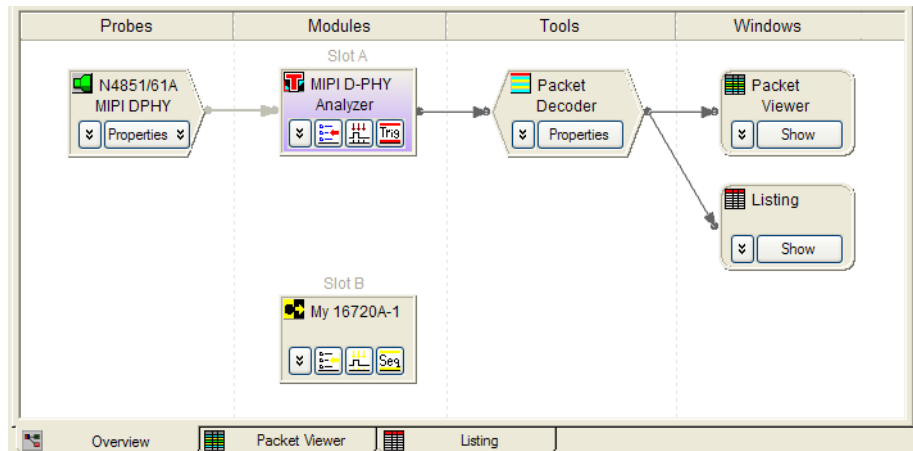 Probes
Modules
Tools
Windows
Slot A
N4851/61A
MIPI DPHY
Properties
MIPI D-PHY
Analyzer
Trig
Packet
Decoder
Properties
Packet
Viewer
Show
Listing
Show
Slot B
My 16720A-1
Seq
Overview
Packet Viewer
Listing